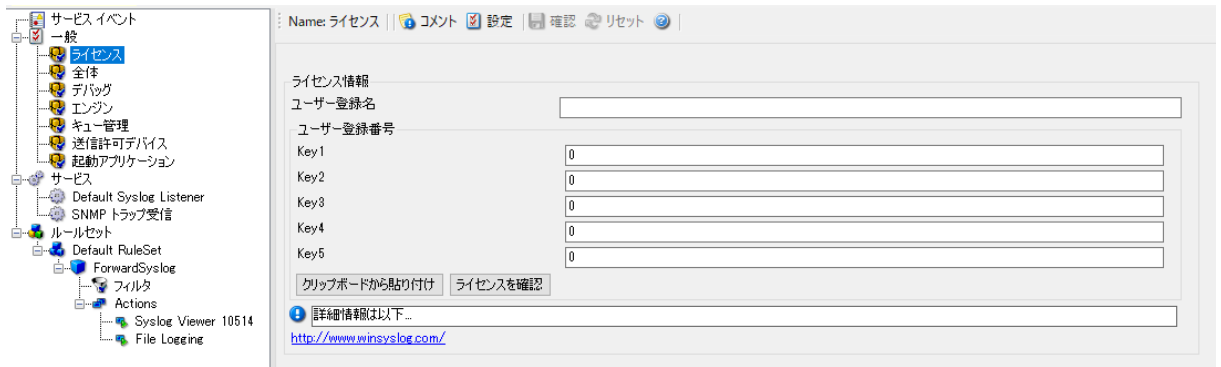 サービス イベント
一般
ライセンス
全体
デバッグ
エンジン
キュー管理
送信許可デバイス
起動アプリケーション
サービス
Default Syslog Listener
SNMP トラップ受信
ルールセット
Default RuleSet
ForwardSyslog
フィルタ
Actions
Syslog Viewer 10514
File Logging
Name: ライセンス コメント 設定 確認 リセット
ライセンス情報
ユーザー登録名
ユーザー登録番号
Key1 0
Key2 0
Key3 0
Key4 0
Key5 0
クリップボードから貼り付け ライセンスを確認
詳細情報は以下...
http://www.winsyslog.com/